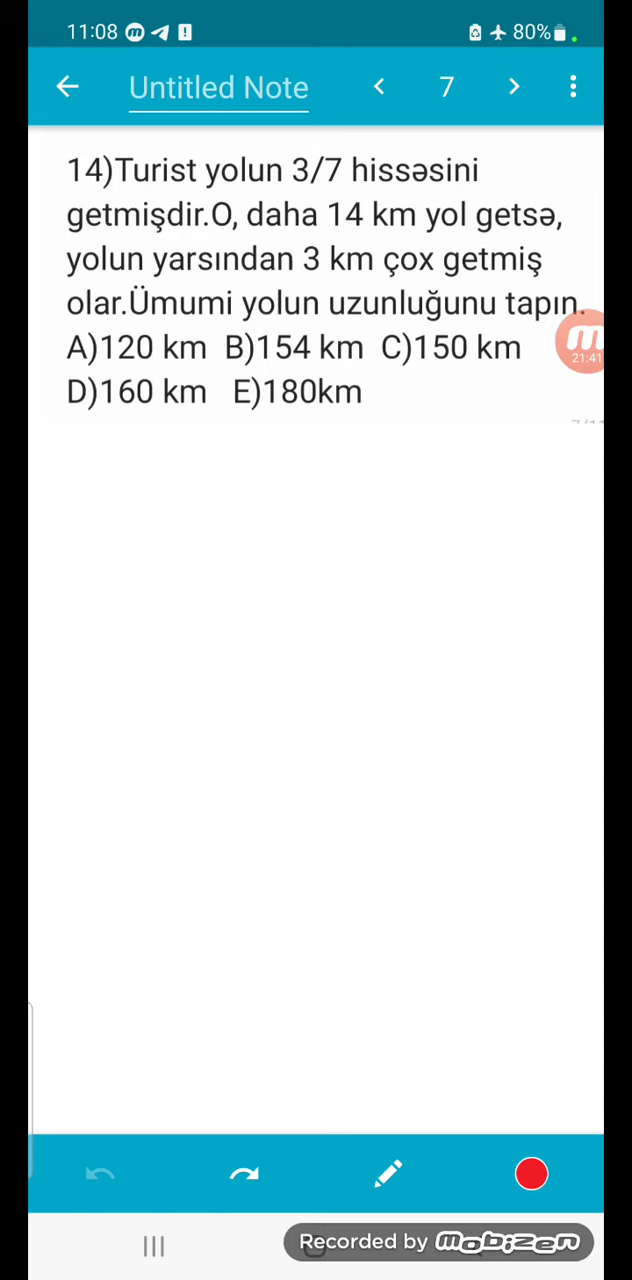 11:08 80%
Untitled Note 7
14)Turist yolun 3/7 hissəsini
getmişdir.O, daha 14 km yol getsə,
yolun yarsından 3 km çox getmiş
olar.Ümumi yolun uzunluğunu tapın.
A)120 km B)154 km C)150 km
D)160 km E)180km
21:41
Recorded by mobizen